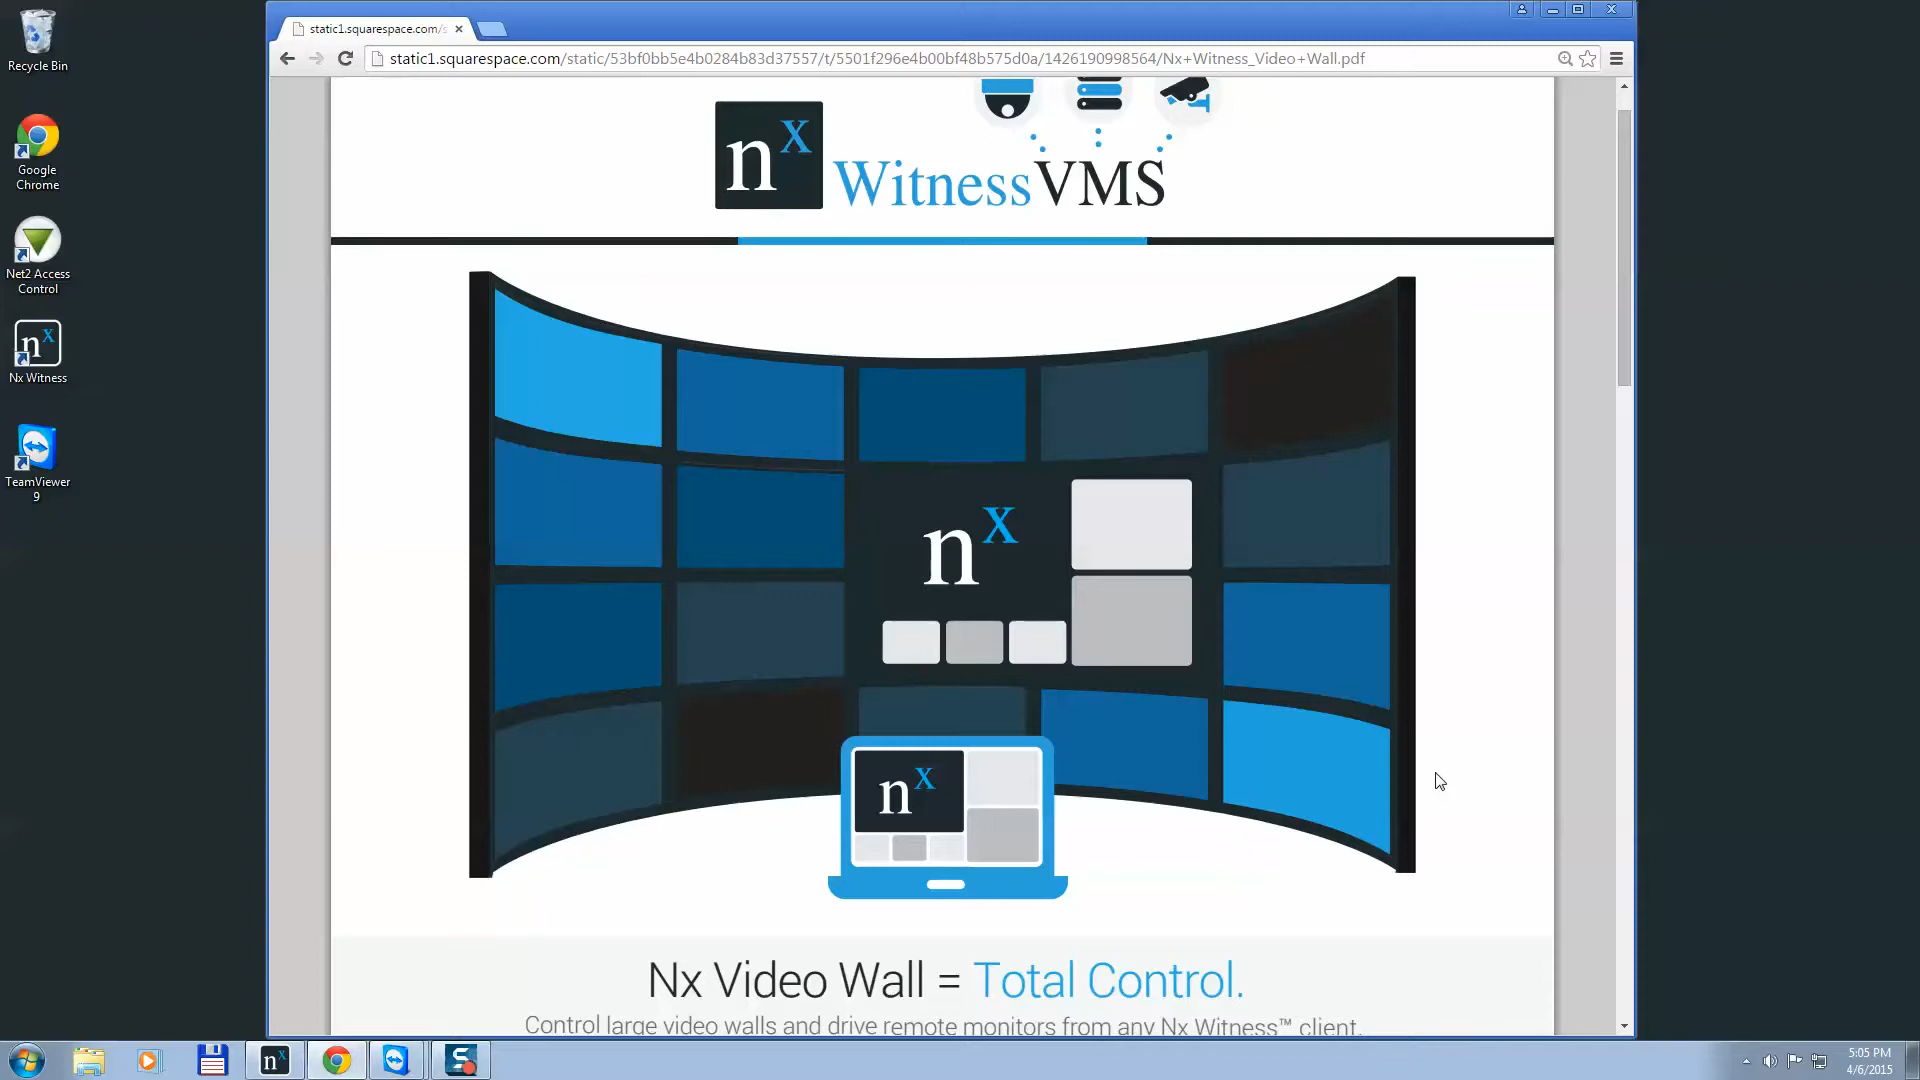 Recycle Bin
Google
Chrome
Net2 Access
Control
nx
Nx Witness
TeamViewer
9
static1.squarespace.com/s
static1.squarespace.com/static/53bf0bb5e4b0284b83d37557/t/5501f296e4b00bf48b575d0a/1426190998564/Nx+Witness_Video+Wall.pdf
nx WitnessVMS
nx
nx
Nx Video Wall = Total Control.
Control large video walls and drive remote monitors from any Nx Witness™ client.
nx
S
5:05 PM
4/6/2015